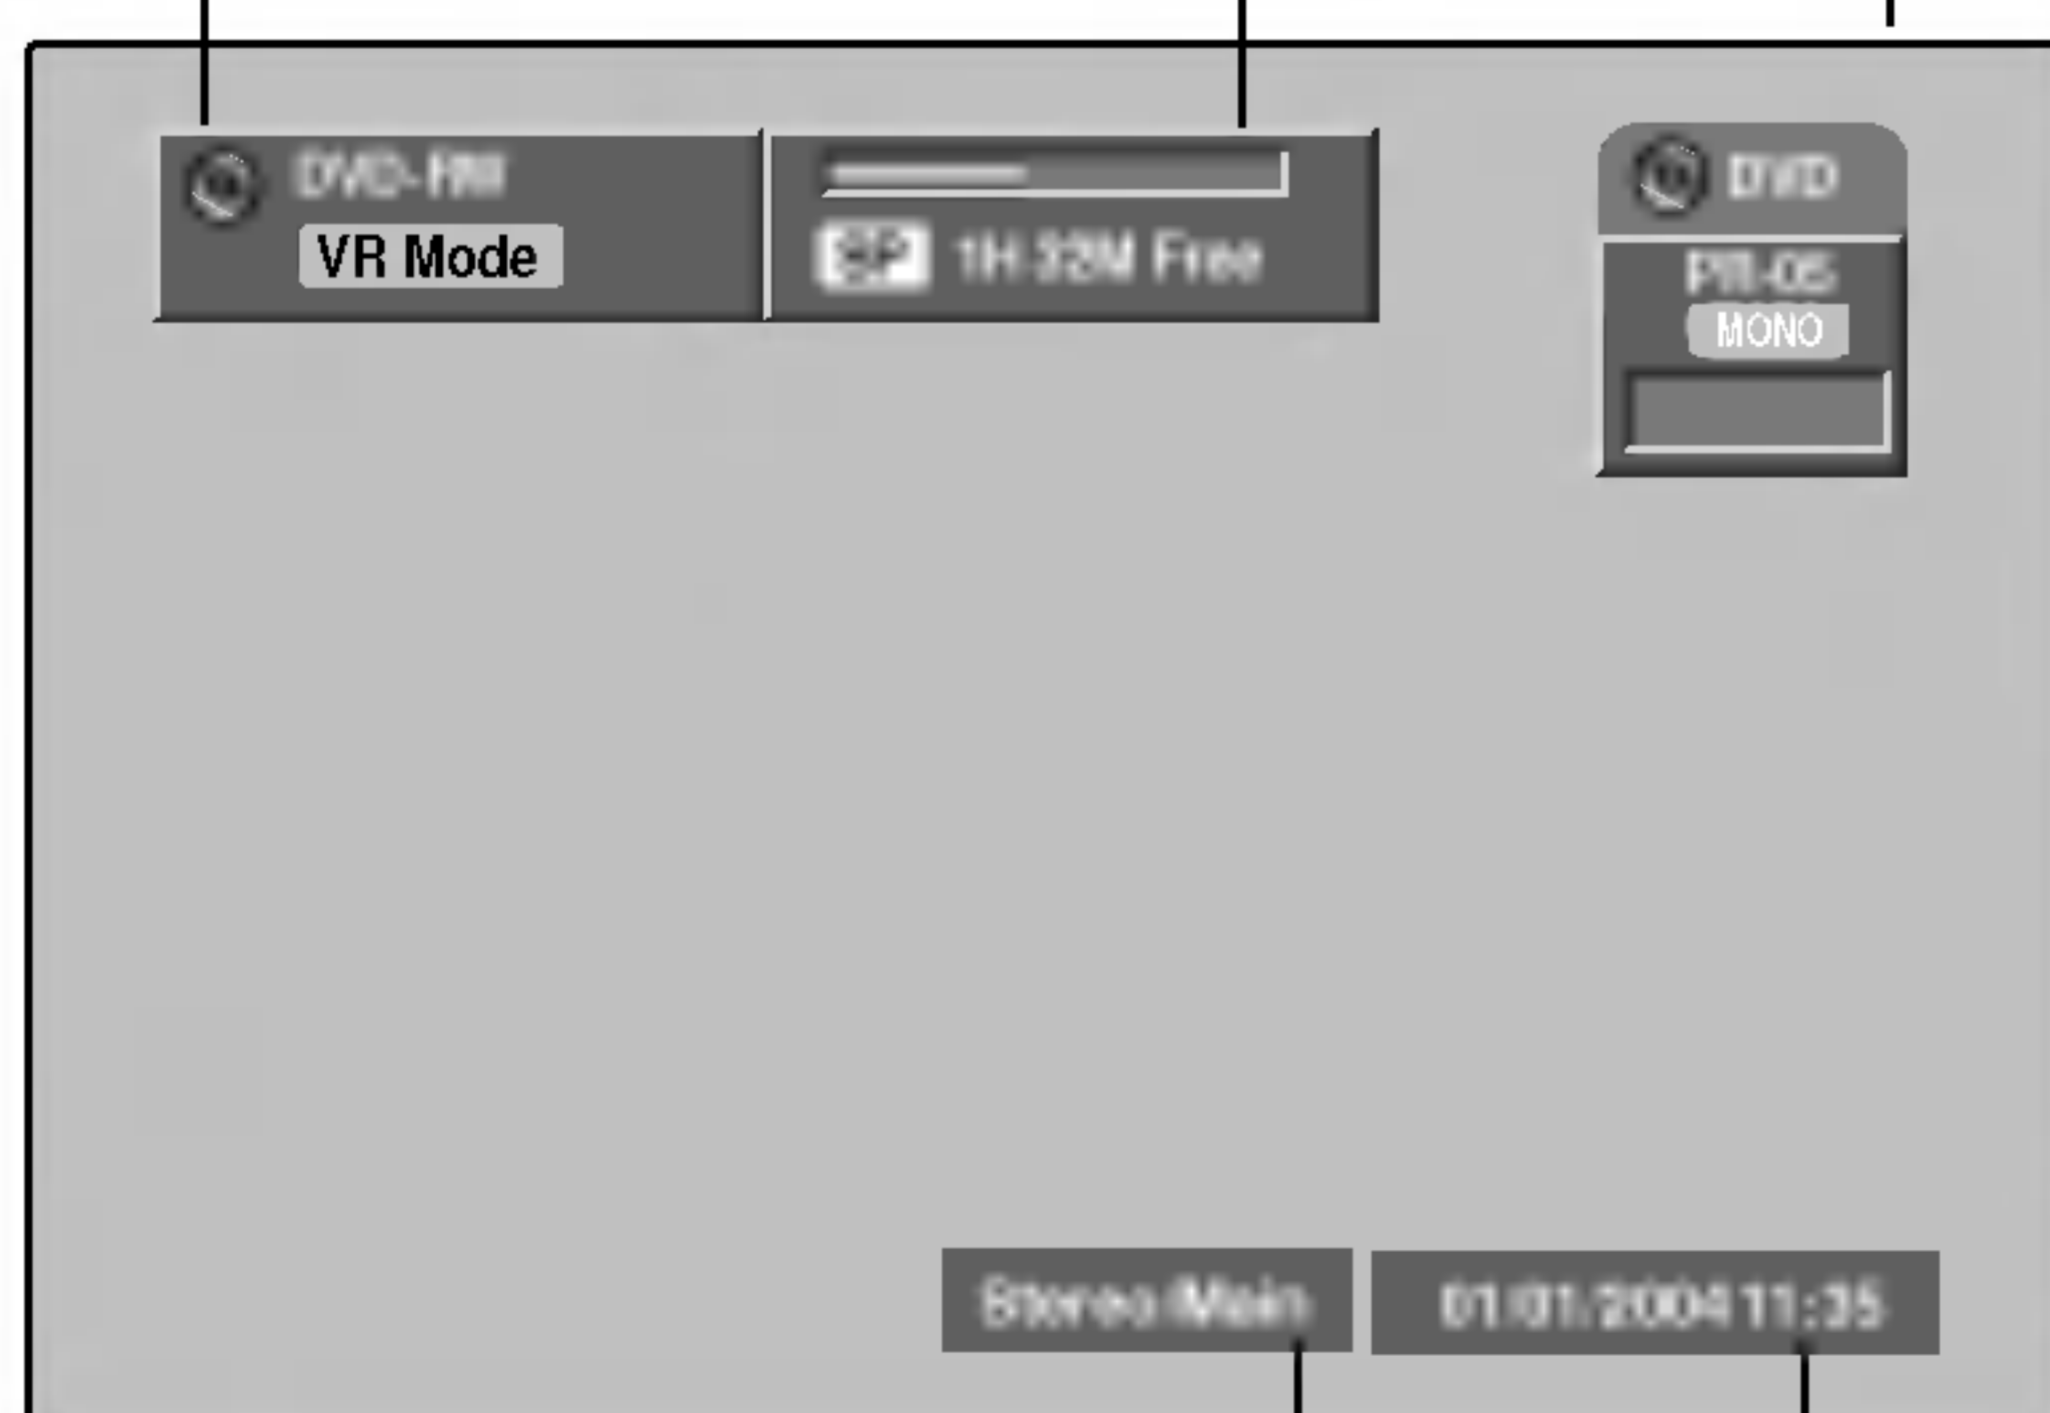 DVD-RW
VR Mode
SP 1H 32M Free
DVD
PR-05
MONO
Stereo/Main
01/01/2004 11:35